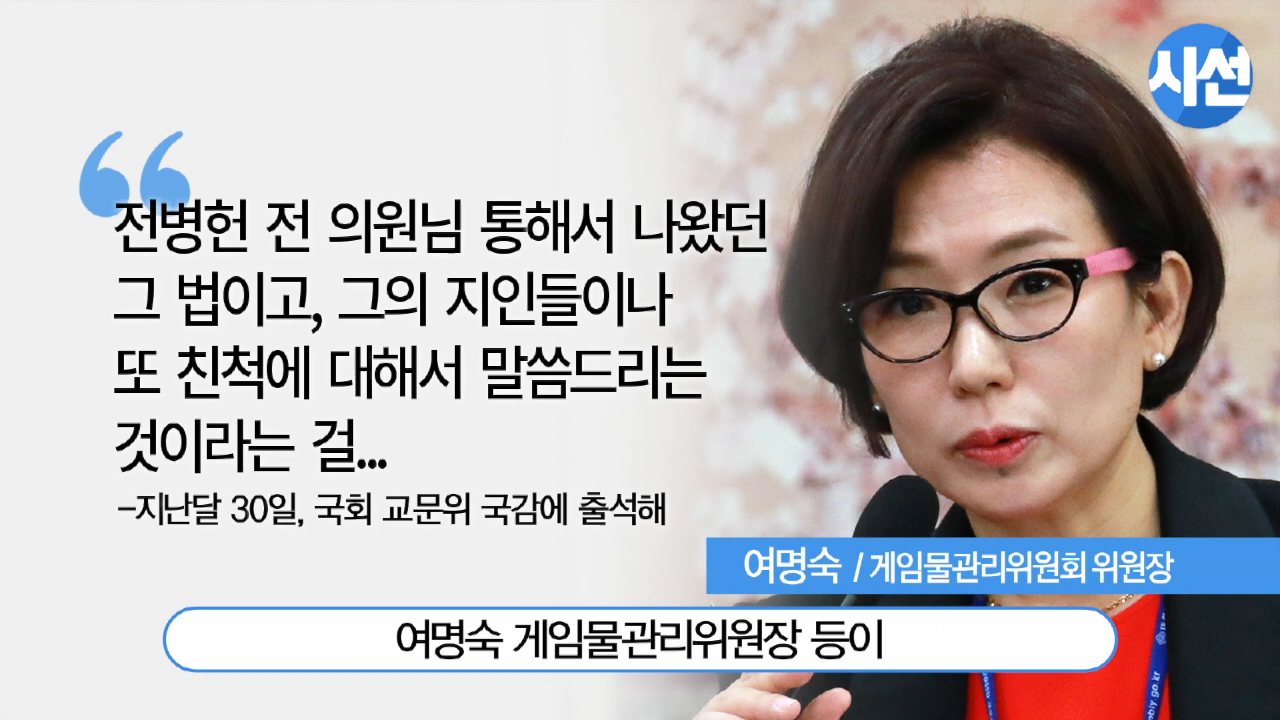 시선
전병헌 전 의원님 통해서 나왔던
그 법이고, 그의 지인들이나
또 친척에 대해서 말씀드리는
것이라는 걸...
-지난달 30일, 국회 교문위 국감에 출석해
여명숙 / 게임물관리위원회 위원장
여명숙 게임물관리위원장 등이